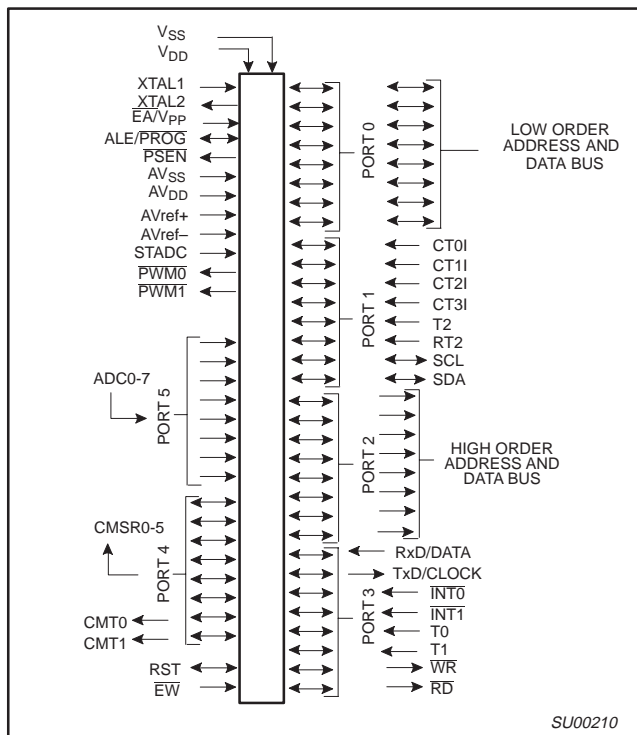 VSS
VDD
XTAL1
XTAL2
EA/VPP
ALE/PROG
PSEN
AVSS
AVDD
AVref+
AVref–
STADC
PWM0
PWM1
ADC0-7
PORT 5
CMSR0-5
PORT 4
CMT0
CMT1
RST
EW
PORT 0
LOW ORDER
ADDRESS AND
DATA BUS
PORT 1
CT0I
CT1I
CT2I
CT3I
T2
RT2
SCL
SDA
PORT 2
HIGH ORDER
ADDRESS AND
DATA BUS
PORT 3
RxD/DATA
TxD/CLOCK
INT0
INT1
T0
T1
WR
RD
SU00210